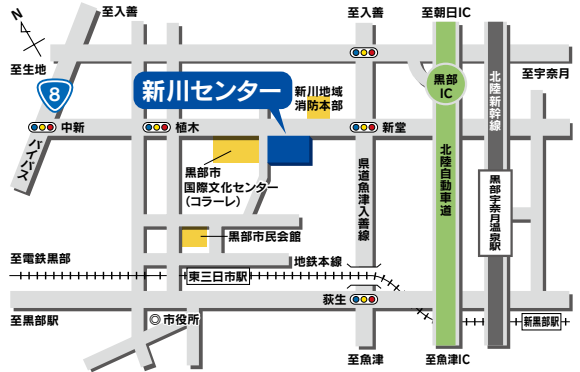 N
至入善
至入善
至朝日IC
至生地
至宇奈月
8
黒部
IC
北陸新幹線
新川センター
新川地域
消防本部
中新
植木
新堂
バイパス
黒部市
国際文化センター
(コラーレ)
県道魚津入善線
北陸自動車道
黒部宇奈月温泉駅
黒部市民会館
至電鉄黒部
地鉄本線
東三日市駅
荻生
至黒部駅
◎市役所
新黒部駅
至魚津
至魚津IC